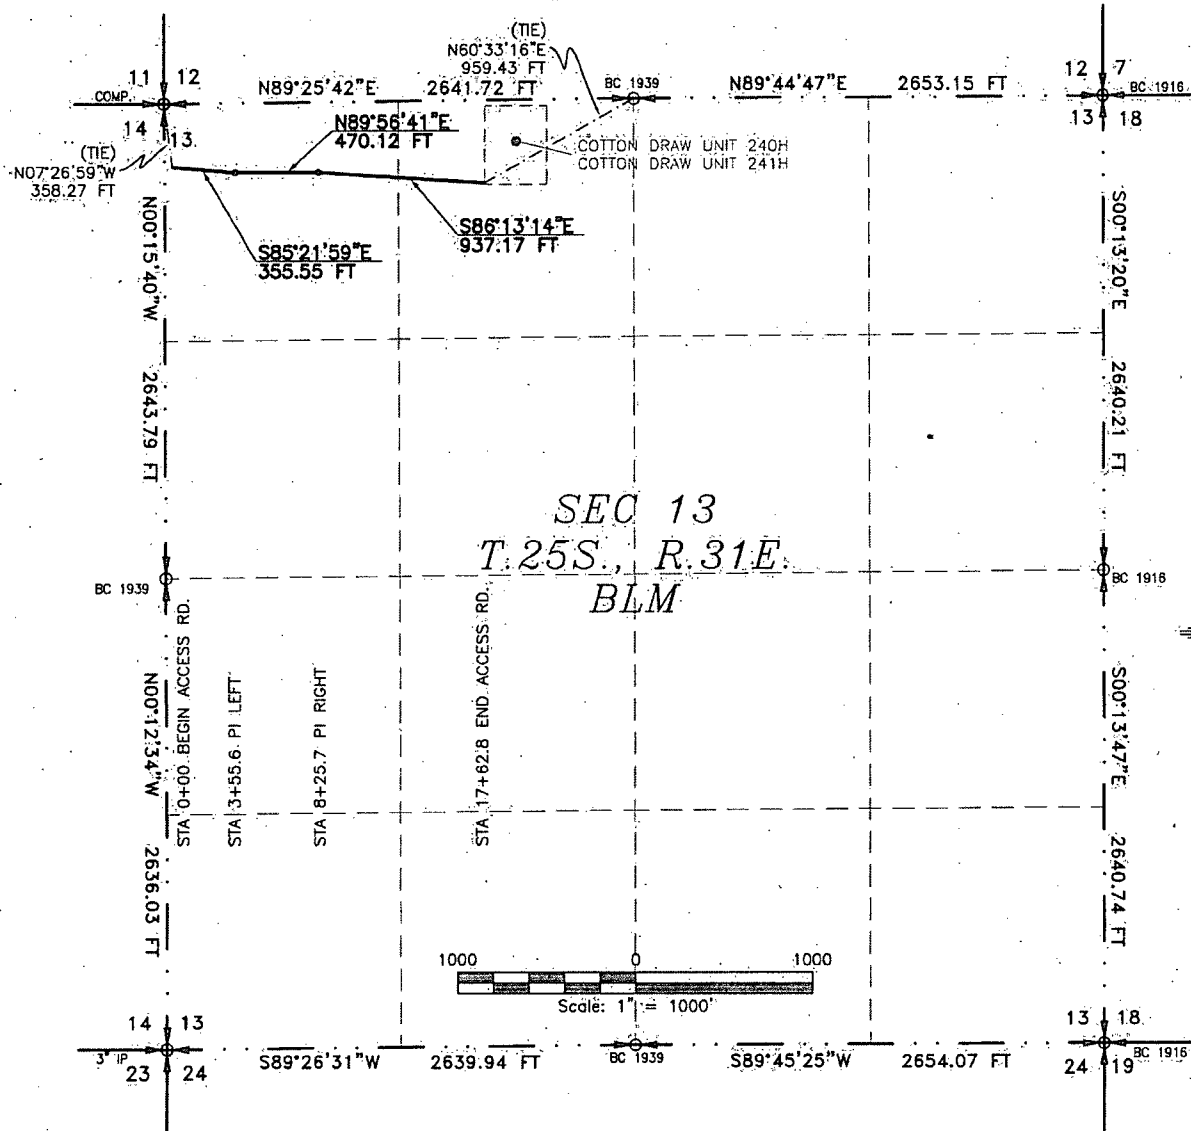 (TIE)
N60°33'16"E
959.43 FT
11 12
N89°25'42"E 2641.72 FT
BC 1939
N89°44'47"E 2653.15 FT
12 7
BC 1916
COMP.
14 13
13 18
N89°56'41"E
470.12 FT
COTTON DRAW UNIT 240H
COTTON DRAW UNIT 241H
(TIE)
N07°26'59"W
358.27 FT
S85°21'59"E
355.55 FT
S86°13'14"E
937.17 FT
N00°15'40"W
2643.79 FT
S00°13'20"E
2640.21 FT
SEC 13
T.25S., R.31E.
BLM
BC 1939
BC 1916
N00°12'34"W
2636.03 FT
STA 0+00 BEGIN ACCESS RD.
STA 3+55.6 PI LEFT
STA 8+25.7 PI RIGHT
STA 17+62.8 END ACCESS RD.
S00°13'47"E
2640.74 FT
1000 0 1000
Scale: 1" = 1000'
14 13
3" IP
23 24
S89°26'31"W 2639.94 FT
BC 1939
S89°45'25"W 2654.07 FT
13 18
BC 1916
24 19